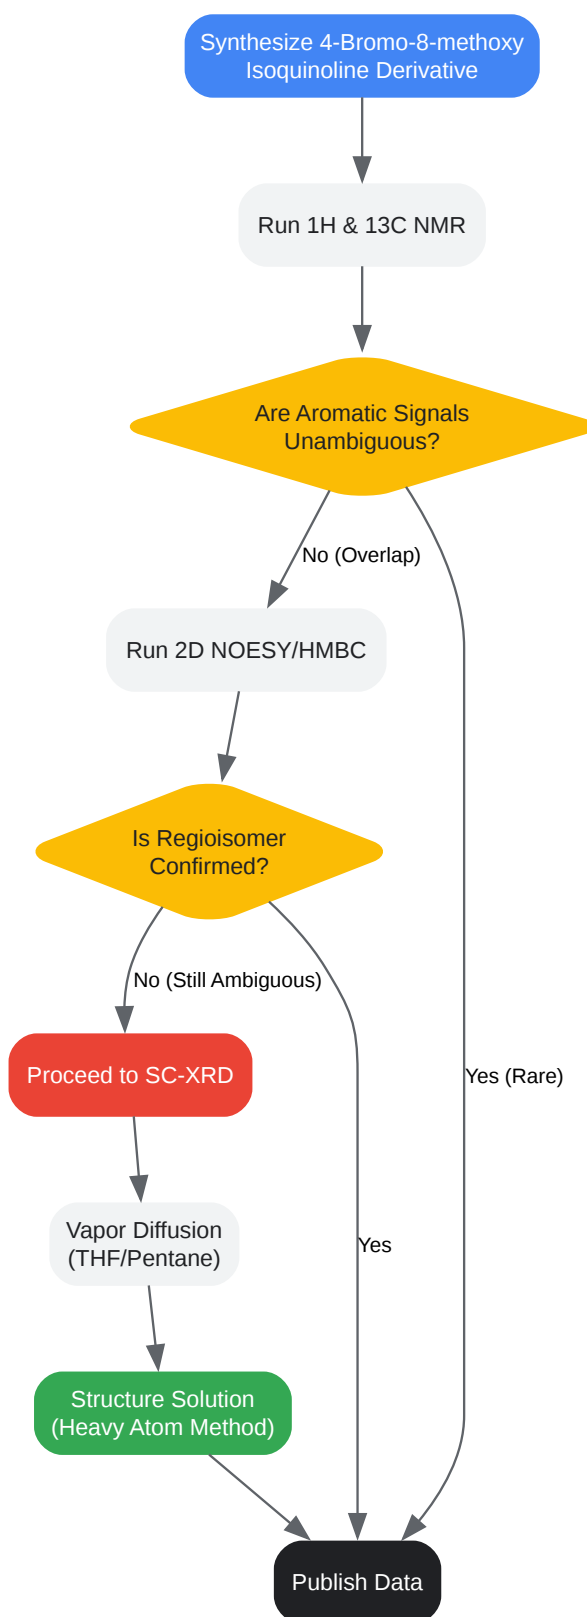 Synthesize 4-Bromo-8-methoxy
Isoquinoline Derivative
Run 1H & 13C NMR
Are Aromatic Signals
Unambiguous?
No (Overlap)
Run 2D NOESY/HMBC
Is Regioisomer
Confirmed?
No (Still Ambiguous)
Proceed to SC-XRD
Yes (Rare)
Vapor Diffusion
(THF/Pentane)
Yes
Structure Solution
(Heavy Atom Method)
Publish Data